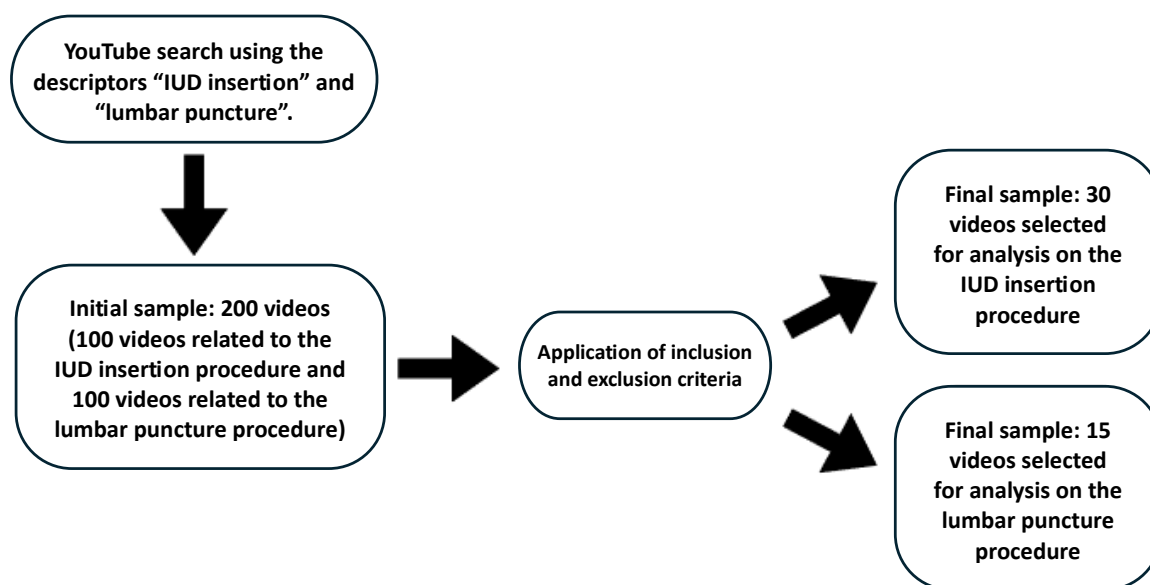 YouTube search using the
descriptors “IUD insertion” and
“lumbar puncture”.
Initial sample: 200 videos
(100 videos related to the
IUD insertion procedure and
100 videos related to the
lumbar puncture procedure)
Application of inclusion
and exclusion criteria
Final sample: 30
videos selected
for analysis on the
IUD insertion
procedure
Final sample: 15
videos selected
for analysis on the
lumbar puncture
procedure